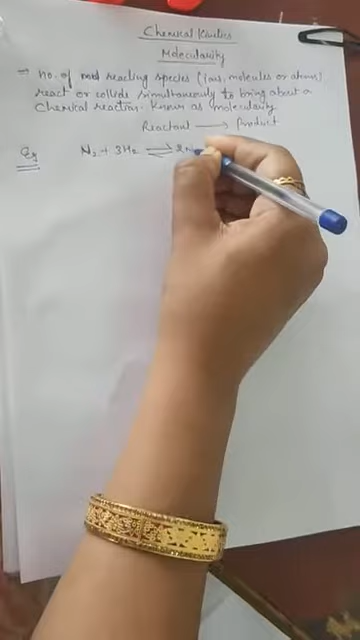 Chemical Kinetics
Molecularity
⇒ No. of reacting species (ions, molecules or atoms)
react or collide simultaneously to bring about a
Chemical reaction. Known as molecularity
Reactant ⟶ Product
Eg N₂ + 3H₂ ⇌ 2N